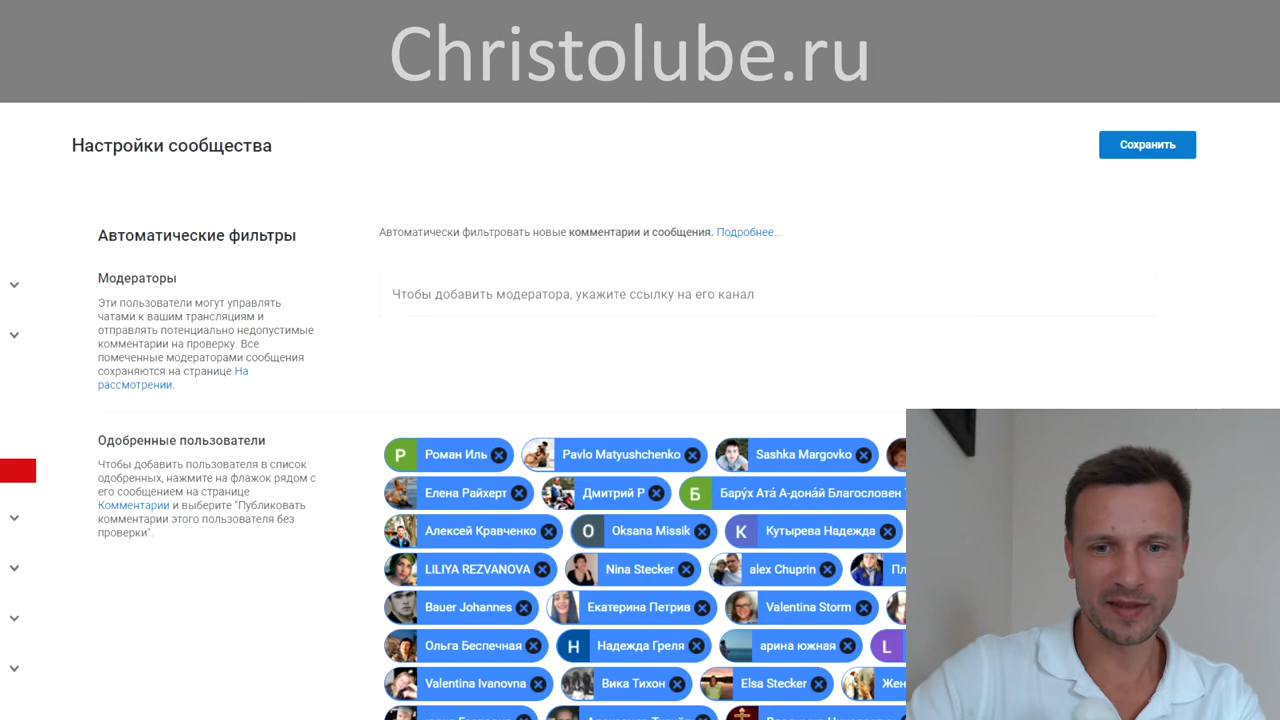 Christolube.ru
Настройки сообщества
Сохранить
Автоматические фильтры
Автоматически фильтровать новые комментарии и сообщения. Подробнее...
Модераторы
Эти пользователи могут управлять
чатами к вашим трансляциям и
отправлять потенциально недопустимые
комментарии на проверку. Все
помеченные модераторами сообщения
сохраняются на странице На
рассмотрении.
Чтобы добавить модератора, укажите ссылку на его канал
Одобренные пользователи
Чтобы добавить пользователя в список
одобренных, нажмите на флажок рядом с
его сообщением на странице
Комментарии и выберите "Публиковать
комментарии этого пользователя без
проверки".
Р Роман Иль Pavlo Matyushchenko Sashka Margovko
Елена Райхерт Дмитрий Р Б Бару́х Ата́ А-дона́й Благословен
Алексей Кравченко O Oksana Missik К Кутырева Надежда
LILIYA REZVANOVA Nina Stecker alex Chuprin Пл
Bauer Johannes Екатерина Петрив Valentina Storm
Ольга Беспечная Н Надежда Греля арина южная L
Valentina Ivanovna Вика Тихон Elsa Stecker Жен